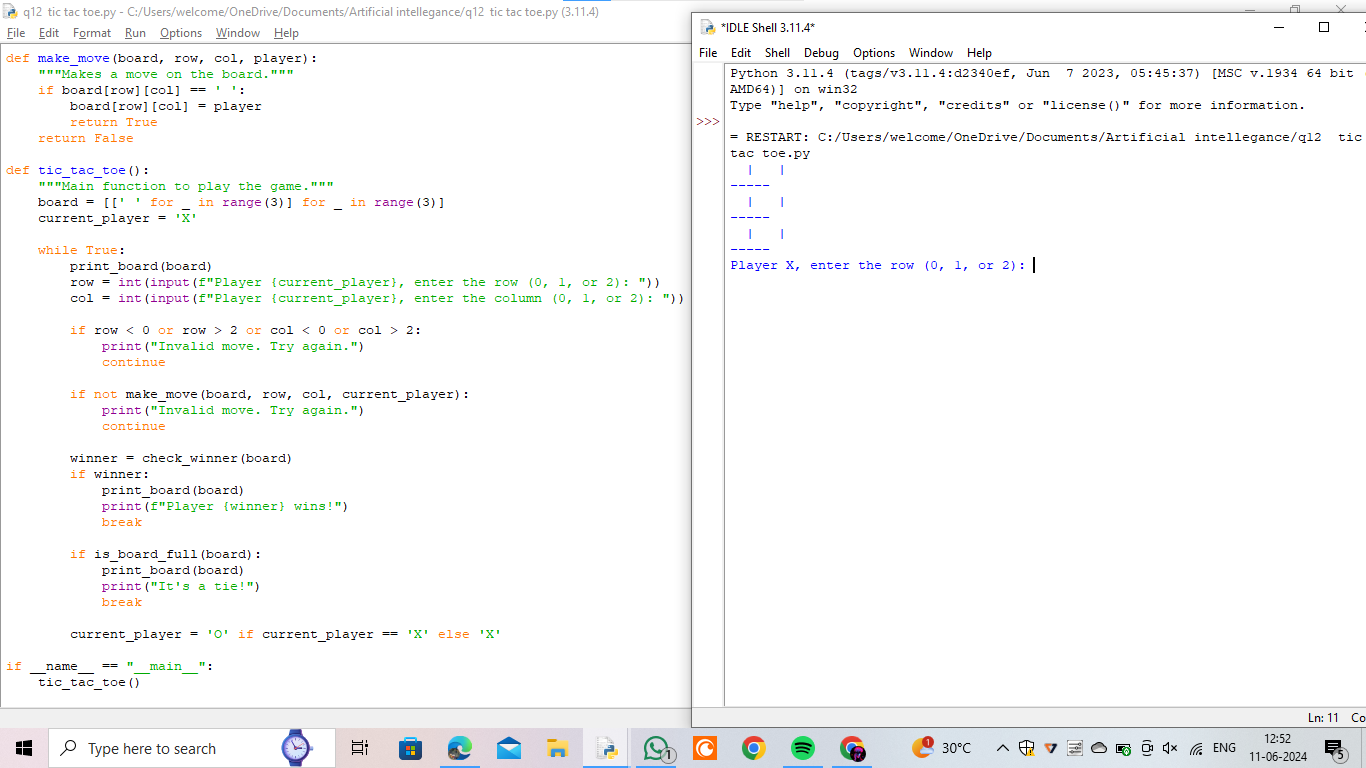 q12 tic tac toe.py - C:/Users/welcome/OneDrive/Documents/Artificial intellegance/q12 tic tac toe.py (3.11.4)
File Edit Format Run Options Window Help
def make_move(board, row, col, player):
    """Makes a move on the board."""
    if board[row][col] == ' ':
        board[row][col] = player
        return True
    return False
def tic_tac_toe():
    """Main function to play the game."""
    board = [[' ' for _ in range(3)] for _ in range(3)]
    current_player = 'X'
    while True:
        print_board(board)
        row = int(input(f"Player {current_player}, enter the row (0, 1, or 2): "))
        col = int(input(f"Player {current_player}, enter the column (0, 1, or 2): "))
        if row < 0 or row > 2 or col < 0 or col > 2:
            print("Invalid move. Try again.")
            continue
        if not make_move(board, row, col, current_player):
            print("Invalid move. Try again.")
            continue
        winner = check_winner(board)
        if winner:
            print_board(board)
            print(f"Player {winner} wins!")
            break
        if is_board_full(board):
            print_board(board)
            print("It's a tie!")
            break
        current_player = 'O' if current_player == 'X' else 'X'
if __name__ == "__main__":
    tic_tac_toe()
*IDLE Shell 3.11.4*
File Edit Shell Debug Options Window Help
Python 3.11.4 (tags/v3.11.4:d2340ef, Jun  7 2023, 05:45:37) [MSC v.1934 64 bit (
AMD64)] on win32
Type "help", "copyright", "credits" or "license()" for more information.
>>>
= RESTART: C:/Users/welcome/OneDrive/Documents/Artificial intellegance/q12  tic
tac toe.py
  |   |
-----
  |   |
-----
  |   |
-----
Player X, enter the row (0, 1, or 2):
Ln: 11 Co
Type here to search
1
1
30°C
ENG
12:52
11-06-2024
5